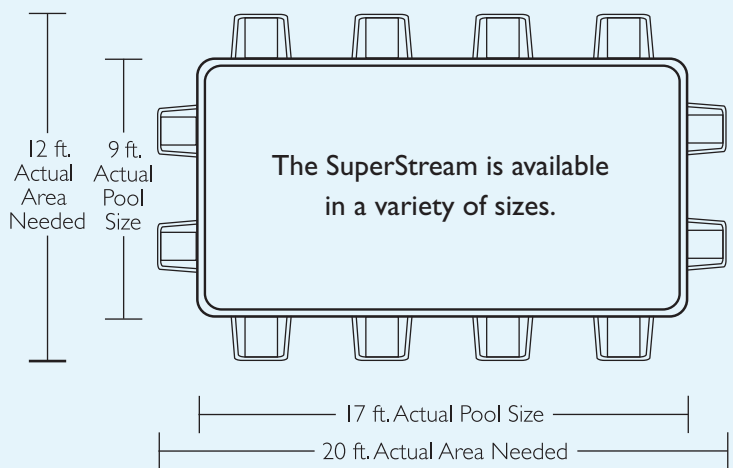 12 ft.
Actual
Area
Needed
9 ft.
Actual
Pool
Size
The SuperStream is available
in a variety of sizes.
17 ft. Actual Pool Size
20 ft. Actual Area Needed